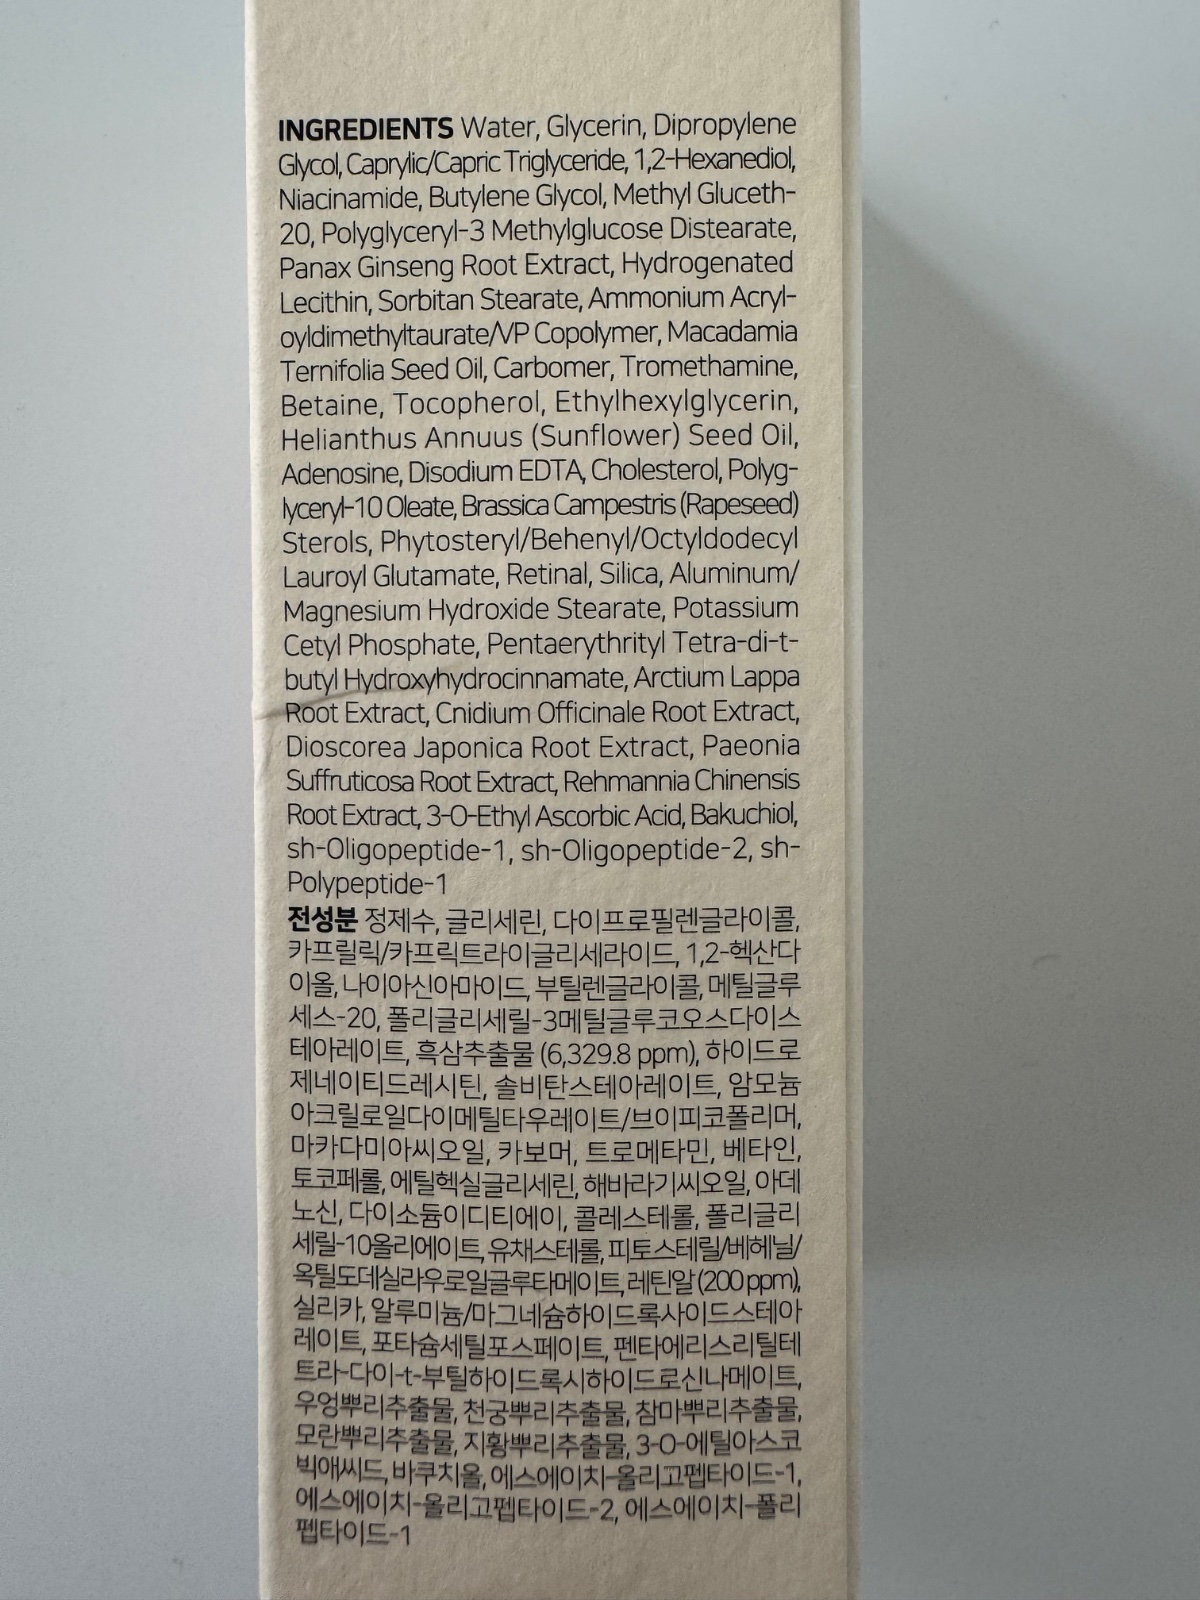 INGREDIENTS Water, Glycerin, Dipropylene
Glycol, Caprylic/Capric Triglyceride, 1,2-Hexanediol,
Niacinamide, Butylene Glycol, Methyl Gluceth-
20, Polyglyceryl-3 Methylglucose Distearate,
Panax Ginseng Root Extract, Hydrogenated
Lecithin, Sorbitan Stearate, Ammonium Acryl-
oyldimethyltaurate/VP Copolymer, Macadamia
Ternifolia Seed Oil, Carbomer, Tromethamine,
Betaine, Tocopherol, Ethylhexylglycerin,
Helianthus Annuus (Sunflower) Seed Oil,
Adenosine, Disodium EDTA, Cholesterol, Polyg-
lyceryl-10 Oleate, Brassica Campestris (Rapeseed)
Sterols, Phytosteryl/Behenyl/Octyldodecyl
Lauroyl Glutamate, Retinal, Silica, Aluminum/
Magnesium Hydroxide Stearate, Potassium
Cetyl Phosphate, Pentaerythrityl Tetra-di-t-
butyl Hydroxyhydrocinnamate, Arctium Lappa
Root Extract, Cnidium Officinale Root Extract,
Dioscorea Japonica Root Extract, Paeonia
Suffruticosa Root Extract, Rehmannia Chinensis
Root Extract, 3-O-Ethyl Ascorbic Acid, Bakuchiol,
sh-Oligopeptide-1, sh-Oligopeptide-2, sh-
Polypeptide-1
전성분 정제수, 글리세린, 다이프로필렌글라이콜,
카프릴릭/카프릭트라이글리세라이드, 1,2-헥산다
이올, 나이아신아마이드, 부틸렌글라이콜, 메틸글루
세스-20, 폴리글리세릴-3메틸글루코오스다이스
테아레이트, 흑삼추출물 (6,329.8 ppm), 하이드로
제네이티드레시틴, 솔비탄스테아레이트, 암모늄
아크릴로일다이메틸타우레이트/브이피코폴리머,
마카다미아씨오일, 카보머, 트로메타민, 베타인,
토코페롤, 에틸헥실글리세린, 해바라기씨오일, 아데
노신, 다이소듐이디티에이, 콜레스테롤, 폴리글리
세릴-10올리에이트, 유채스테롤, 피토스테릴/베헤닐/
옥틸도데실라우로일글루타메이트, 레틴알 (200 ppm),
실리카, 알루미늄/마그네슘하이드록사이드스테아
레이트, 포타슘세틸포스페이트, 펜타에리스리틸테
트라-다이-t-부틸하이드록시하이드로신나메이트,
우엉뿌리추출물, 천궁뿌리추출물, 참마뿌리추출물,
모란뿌리추출물, 지황뿌리추출물, 3-O-에틸아스코
빅애씨드, 바쿠치올, 에스에이치-올리고펩타이드-1,
에스에이치-올리고펩타이드-2, 에스에이치-폴리
펩타이드-1